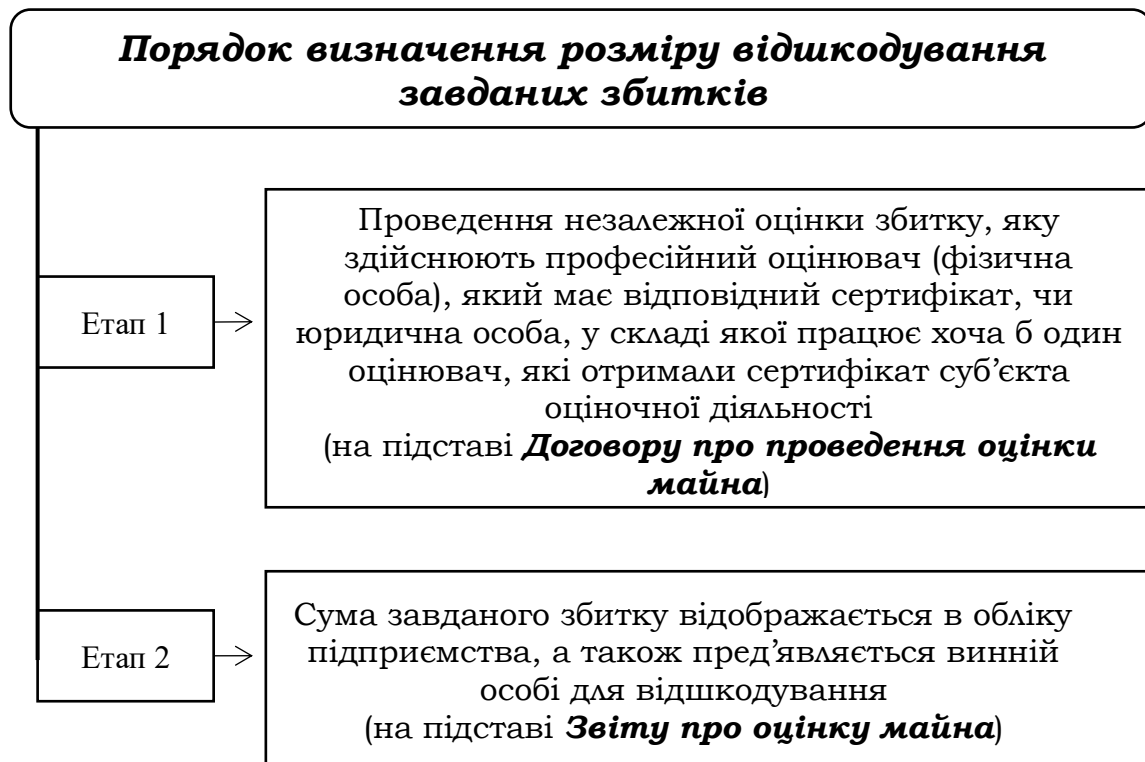 Порядок визначення розміру відшкодування
завданих збитків
Етап 1
Проведення незалежної оцінки збитку, яку
здійснюють професійний оцінювач (фізична
особа), який має відповідний сертифікат, чи
юридична особа, у складі якої працює хоча б один
оцінювач, які отримали сертифікат суб’єкта
оціночної діяльності
(на підставі Договору про проведення оцінки
майна)
Етап 2
Сума завданого збитку відображається в обліку
підприємства, а також пред’являється винній
особі для відшкодування
(на підставі Звіту про оцінку майна)